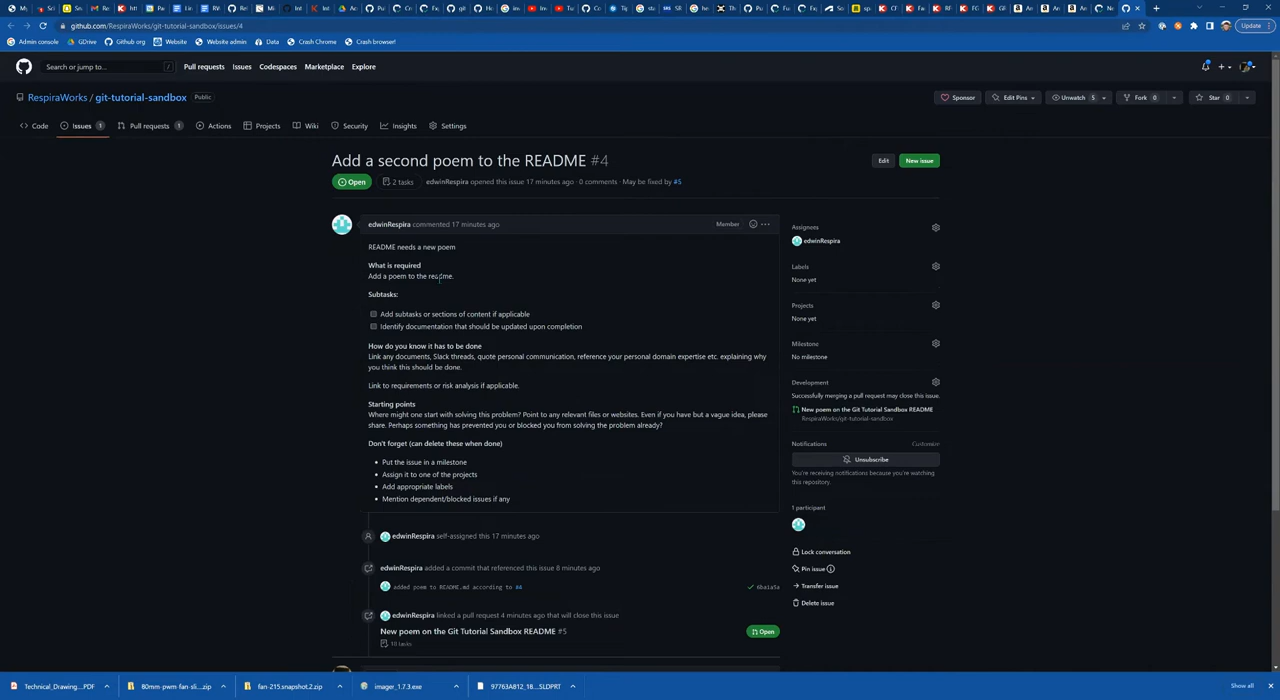 github.com/RespiraWorks/git-tutorial-sandbox/issues/4
Update
Admin console GDrive Github org Website Website admin Data Crash Chrome Crash browser!
Search or jump to... /
Pull requests Issues Codespaces Marketplace Explore
RespiraWorks / git-tutorial-sandbox Public
Sponsor Edit Pins Unwatch 5 Fork 0 Star 0
Code Issues 1 Pull requests 1 Actions Projects Wiki Security Insights Settings
Add a second poem to the README #4
Edit New issue
Open 2 tasks edwinRespira opened this issue 17 minutes ago · 0 comments · May be fixed by #5
edwinRespira commented 17 minutes ago Member ···
README needs a new poem
What is required
Add a poem to the readme.
Subtasks:
Add subtasks or sections of content if applicable
Identify documentation that should be updated upon completion
How do you know it has to be done
Link any documents, Slack threads, quote personal communication, reference your personal domain expertise etc. explaining why
you think this should be done.
Link to requirements or risk analysis if applicable.
Starting points
Where might one start with solving this problem? Point to any relevant files or websites. Even if you have but a vague idea, please
share. Perhaps something has prevented you or blocked you from solving the problem already?
Don't forget (can delete these when done)
• Put the issue in a milestone
• Assign it to one of the projects
• Add appropriate labels
• Mention dependent/blocked issues if any
edwinRespira self-assigned this 17 minutes ago
edwinRespira added a commit that referenced this issue 8 minutes ago
added poem to README.md according to #4
6ba1a5a
edwinRespira linked a pull request 4 minutes ago that will close this issue
New poem on the Git Tutorial Sandbox README #5
Open
10 tasks
Assignees
edwinRespira
Labels
None yet
Projects
None yet
Milestone
No milestone
Development
Successfully merging a pull request may close this issue.
New poem on the Git Tutorial Sandbox README
RespiraWorks/git-tutorial-sandbox
Notifications Customize
Unsubscribe
You're receiving notifications because you're watching
this repository.
1 participant
Lock conversation
Pin issue
Transfer issue
Delete issue
Technical_Drawing....PDF 80mm-pwm-fan-sli....zip fan-215.snapshot.2.zip imager_1.7.3.exe 97763A812_18....SLDPRT Show all